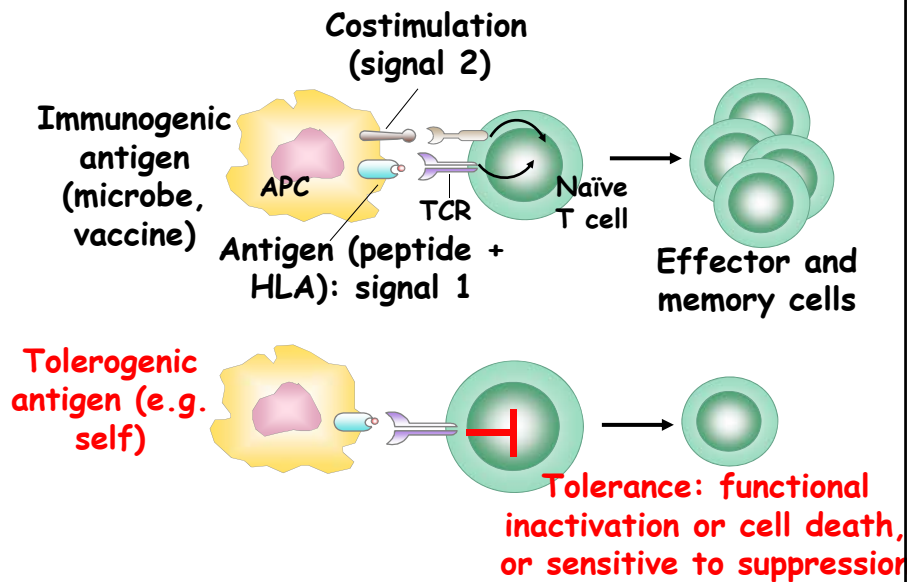 Costimulation
(signal 2)
Immunogenic
antigen
(microbe,
vaccine)
APC
TCR
Naïve
T cell
Antigen (peptide +
HLA): signal 1
Effector and
memory cells
Tolerogenic
antigen (e.g.
self)
Tolerance: functional
inactivation or cell death,
or sensitive to suppression